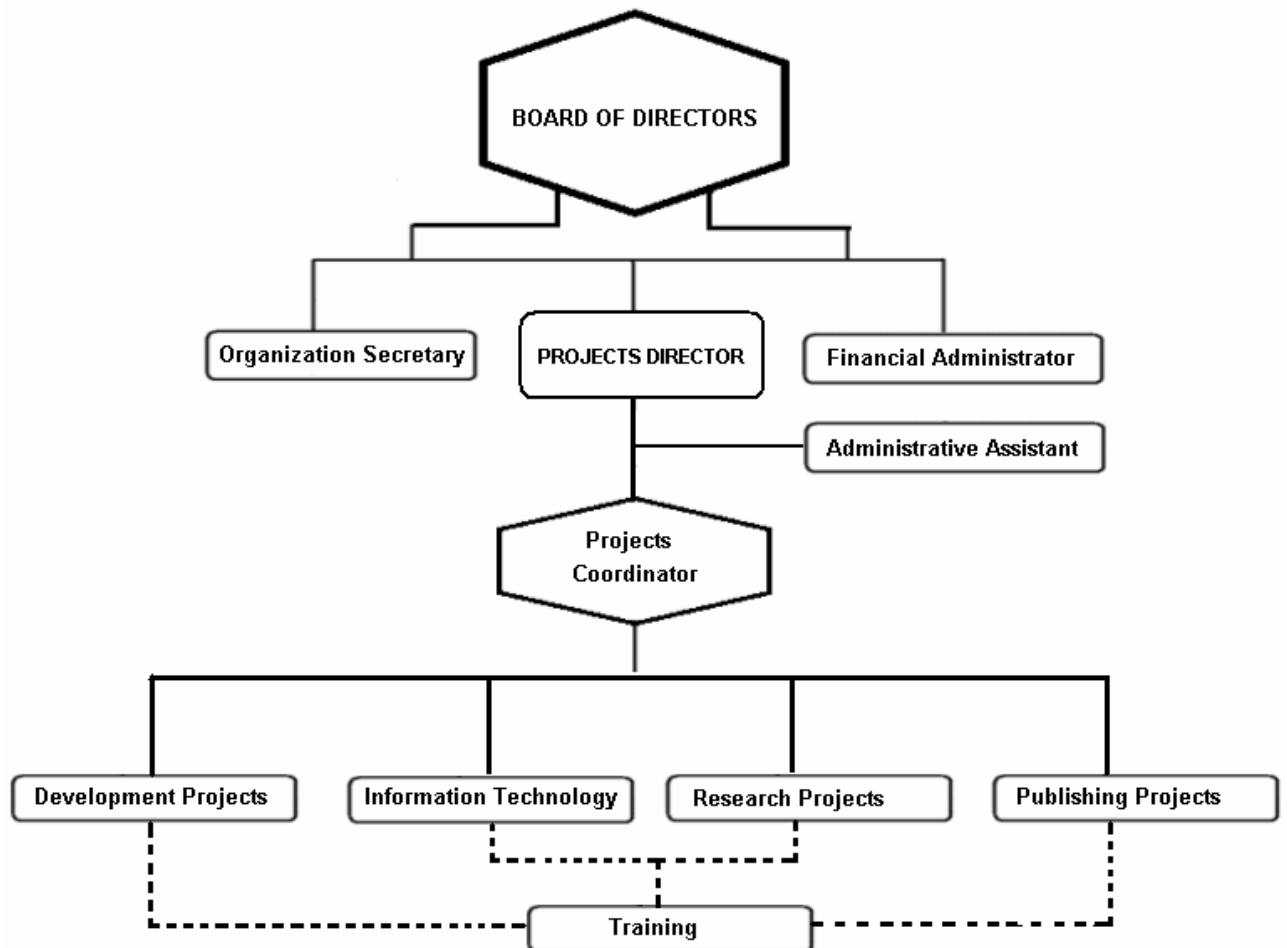 BOARD OF DIRECTORS
Organization Secretary
PROJECTS DIRECTOR
Financial Administrator
Administrative Assistant
Projects
Coordinator
Development Projects
Information Technology
Research Projects
Publishing Projects
Training